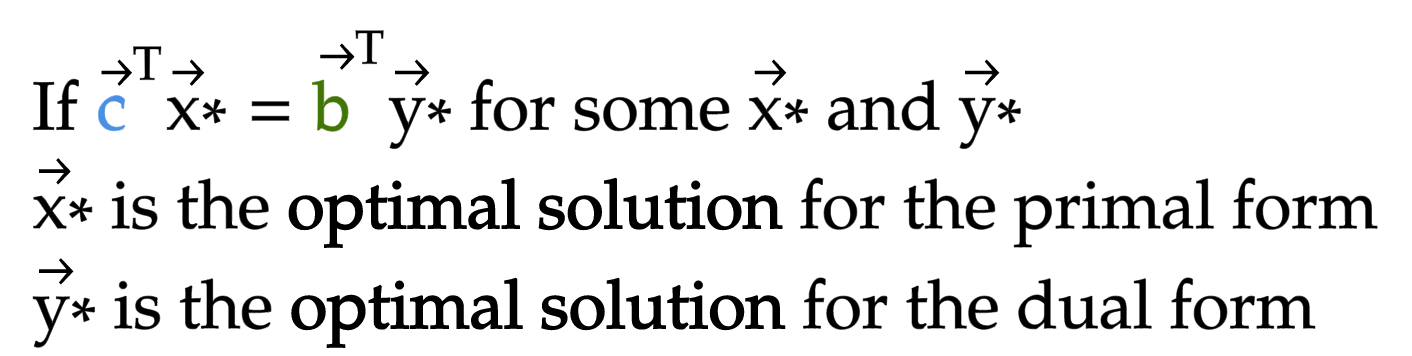 If c⃗ᵀx⃗* = b⃗ᵀy⃗* for some x⃗* and y⃗*
x⃗* is the optimal solution for the primal form
y⃗* is the optimal solution for the dual form